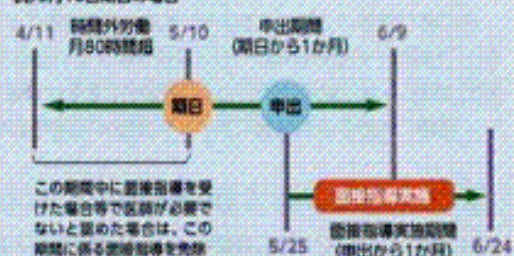 4/11
時間外労働
月80時間超
5/10
申出期間
(期日から1か月)
6/9
期日
申出
この期間中に面接指導を受
けた場合等で医師が必要で
ないと認めた場合は、この
期間に係る面接指導を免除
面接指導実施
面接指導実施期間
(申出から1か月)
5/25
6/24